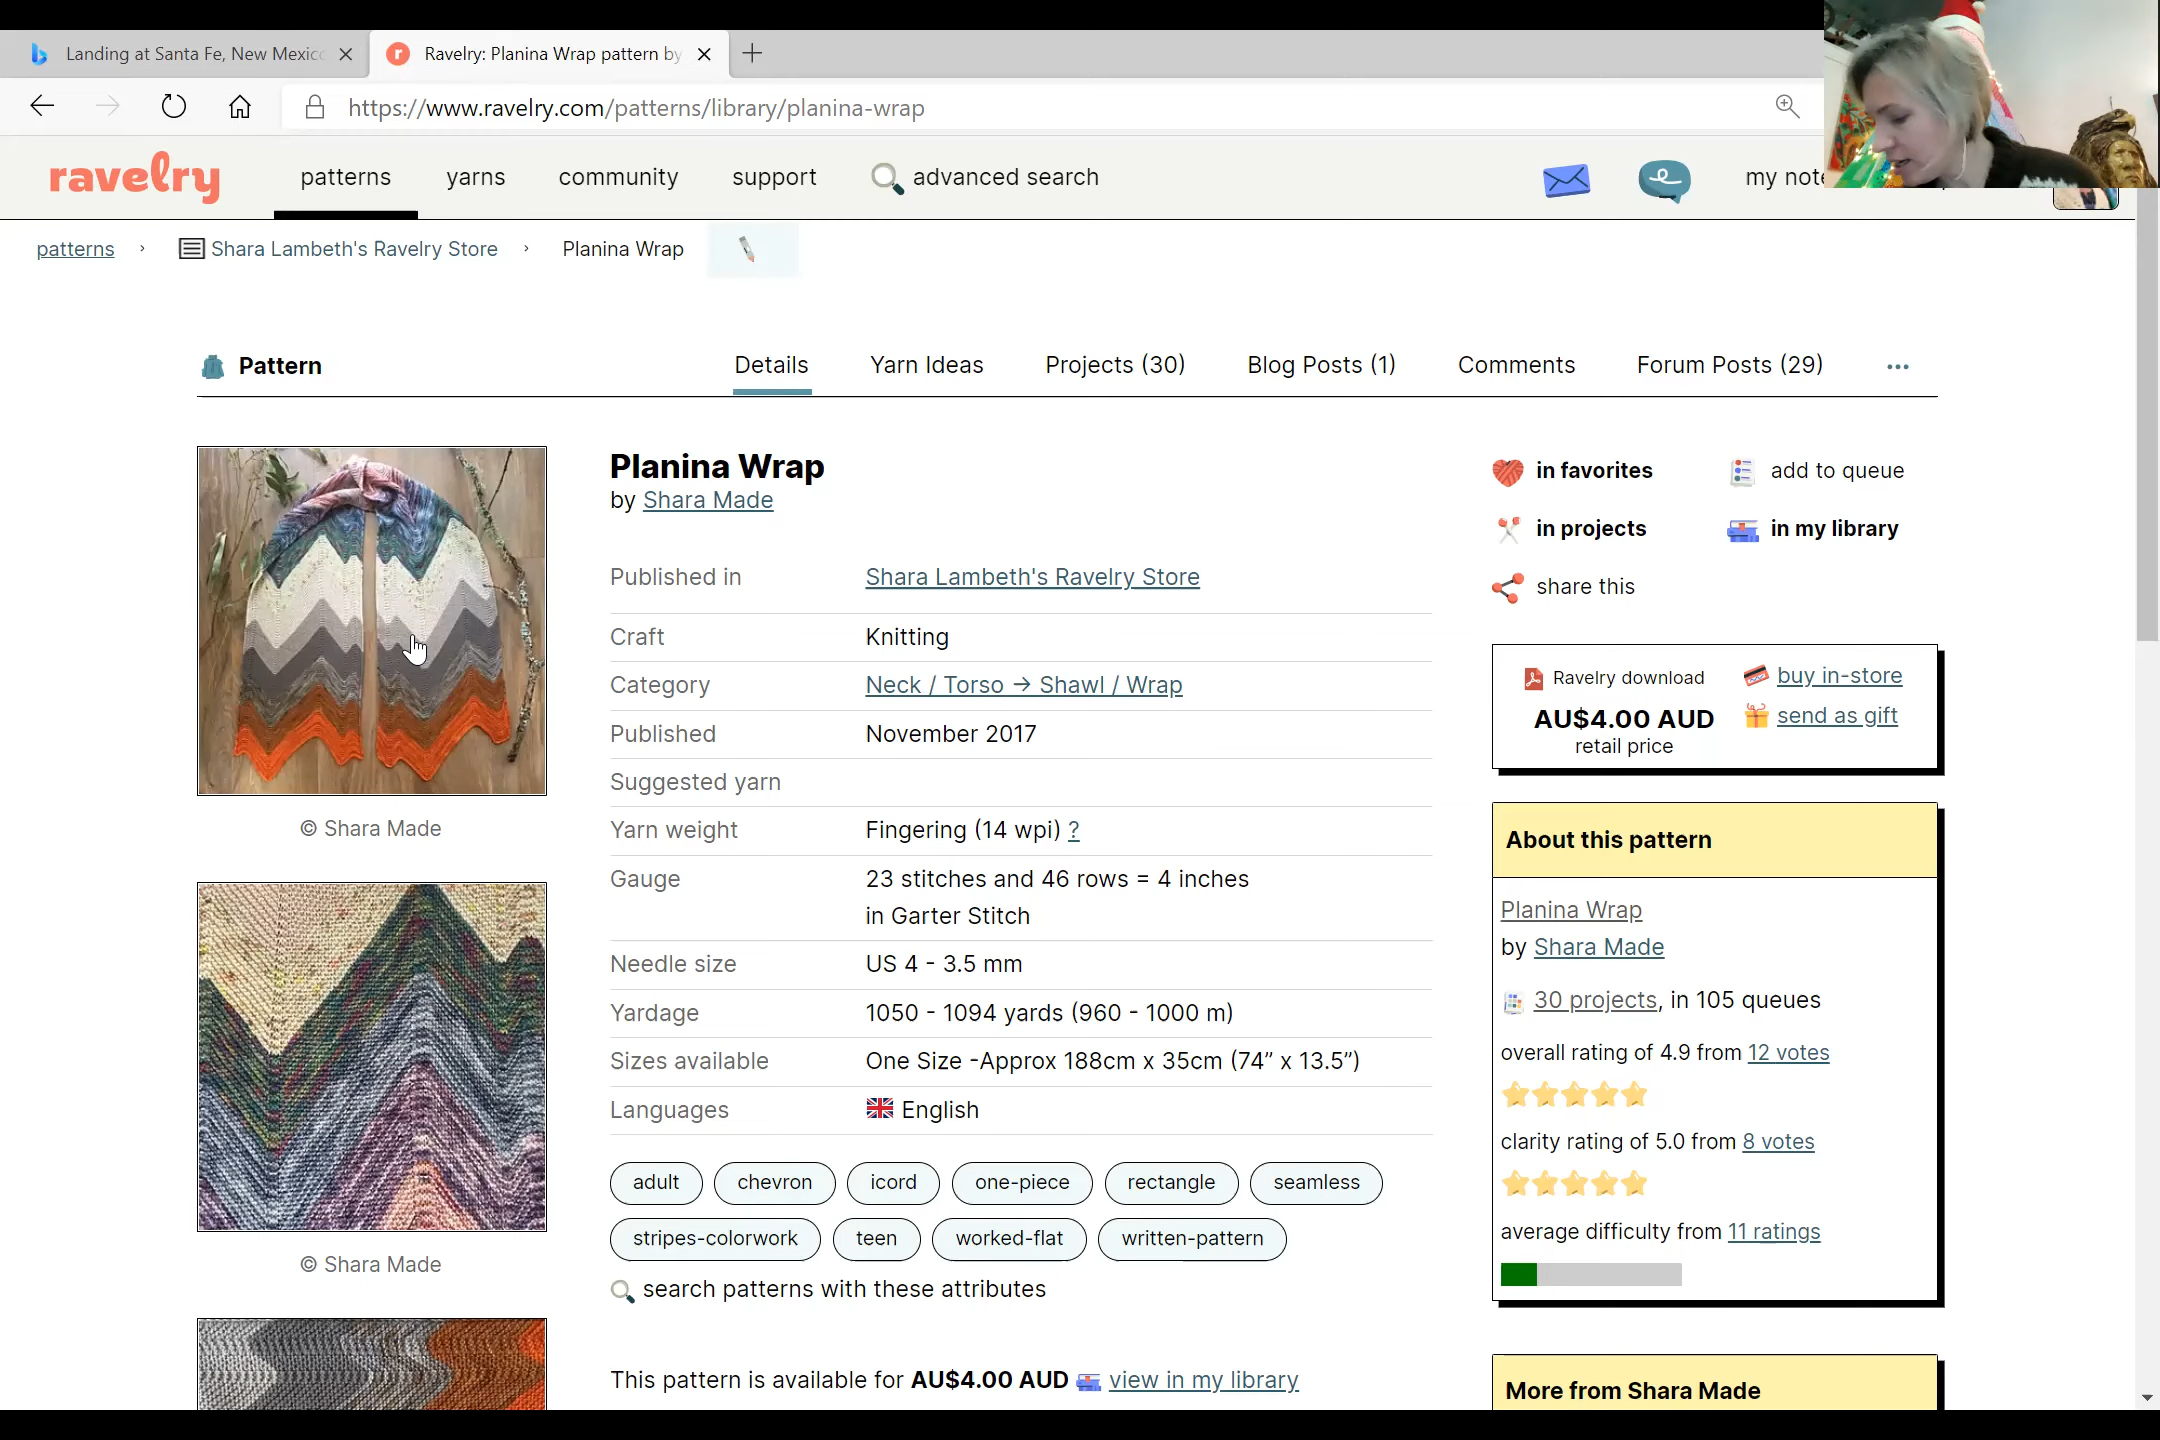 Landing at Santa Fe, New Mexico
Ravelry: Planina Wrap pattern by
https://www.ravelry.com/patterns/library/planina-wrap
ravelry
patterns
yarns
community
support
advanced search
my note
patterns
Shara Lambeth's Ravelry Store
Planina Wrap
Pattern
Details
Yarn Ideas
Projects (30)
Blog Posts (1)
Comments
Forum Posts (29)
© Shara Made
© Shara Made
Planina Wrap
by Shara Made
Published in Shara Lambeth's Ravelry Store
Craft Knitting
Category Neck / Torso → Shawl / Wrap
Published November 2017
Suggested yarn
Yarn weight Fingering (14 wpi) ?
Gauge 23 stitches and 46 rows = 4 inches
in Garter Stitch
Needle size US 4 - 3.5 mm
Yardage 1050 - 1094 yards (960 - 1000 m)
Sizes available One Size -Approx 188cm x 35cm (74” x 13.5”)
Languages English
adult chevron icord one-piece rectangle seamless
stripes-colorwork teen worked-flat written-pattern
search patterns with these attributes
This pattern is available for AU$4.00 AUD view in my library
in favorites
add to queue
in projects
in my library
share this
Ravelry download
AU$4.00 AUD
retail price
buy in-store
send as gift
About this pattern
Planina Wrap
by Shara Made
30 projects, in 105 queues
overall rating of 4.9 from 12 votes
clarity rating of 5.0 from 8 votes
average difficulty from 11 ratings
More from Shara Made